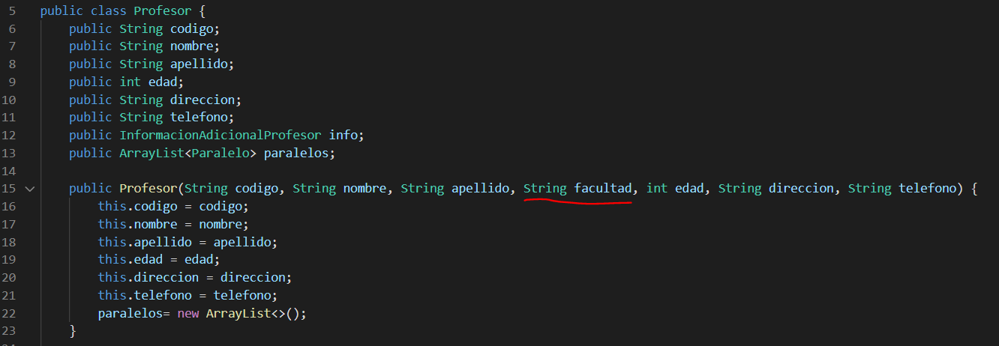 5 public class Profesor {
6 public String codigo;
7 public String nombre;
8 public String apellido;
9 public int edad;
10 public String direccion;
11 public String telefono;
12 public InformacionAdicionalProfesor info;
13 public ArrayList<Paralelo> paralelos;
14
15 public Profesor(String codigo, String nombre, String apellido, String facultad, int edad, String direccion, String telefono) {
16 this.codigo = codigo;
17 this.nombre = nombre;
18 this.apellido = apellido;
19 this.edad = edad;
20 this.direccion = direccion;
21 this.telefono = telefono;
22 paralelos= new ArrayList<>();
23 }